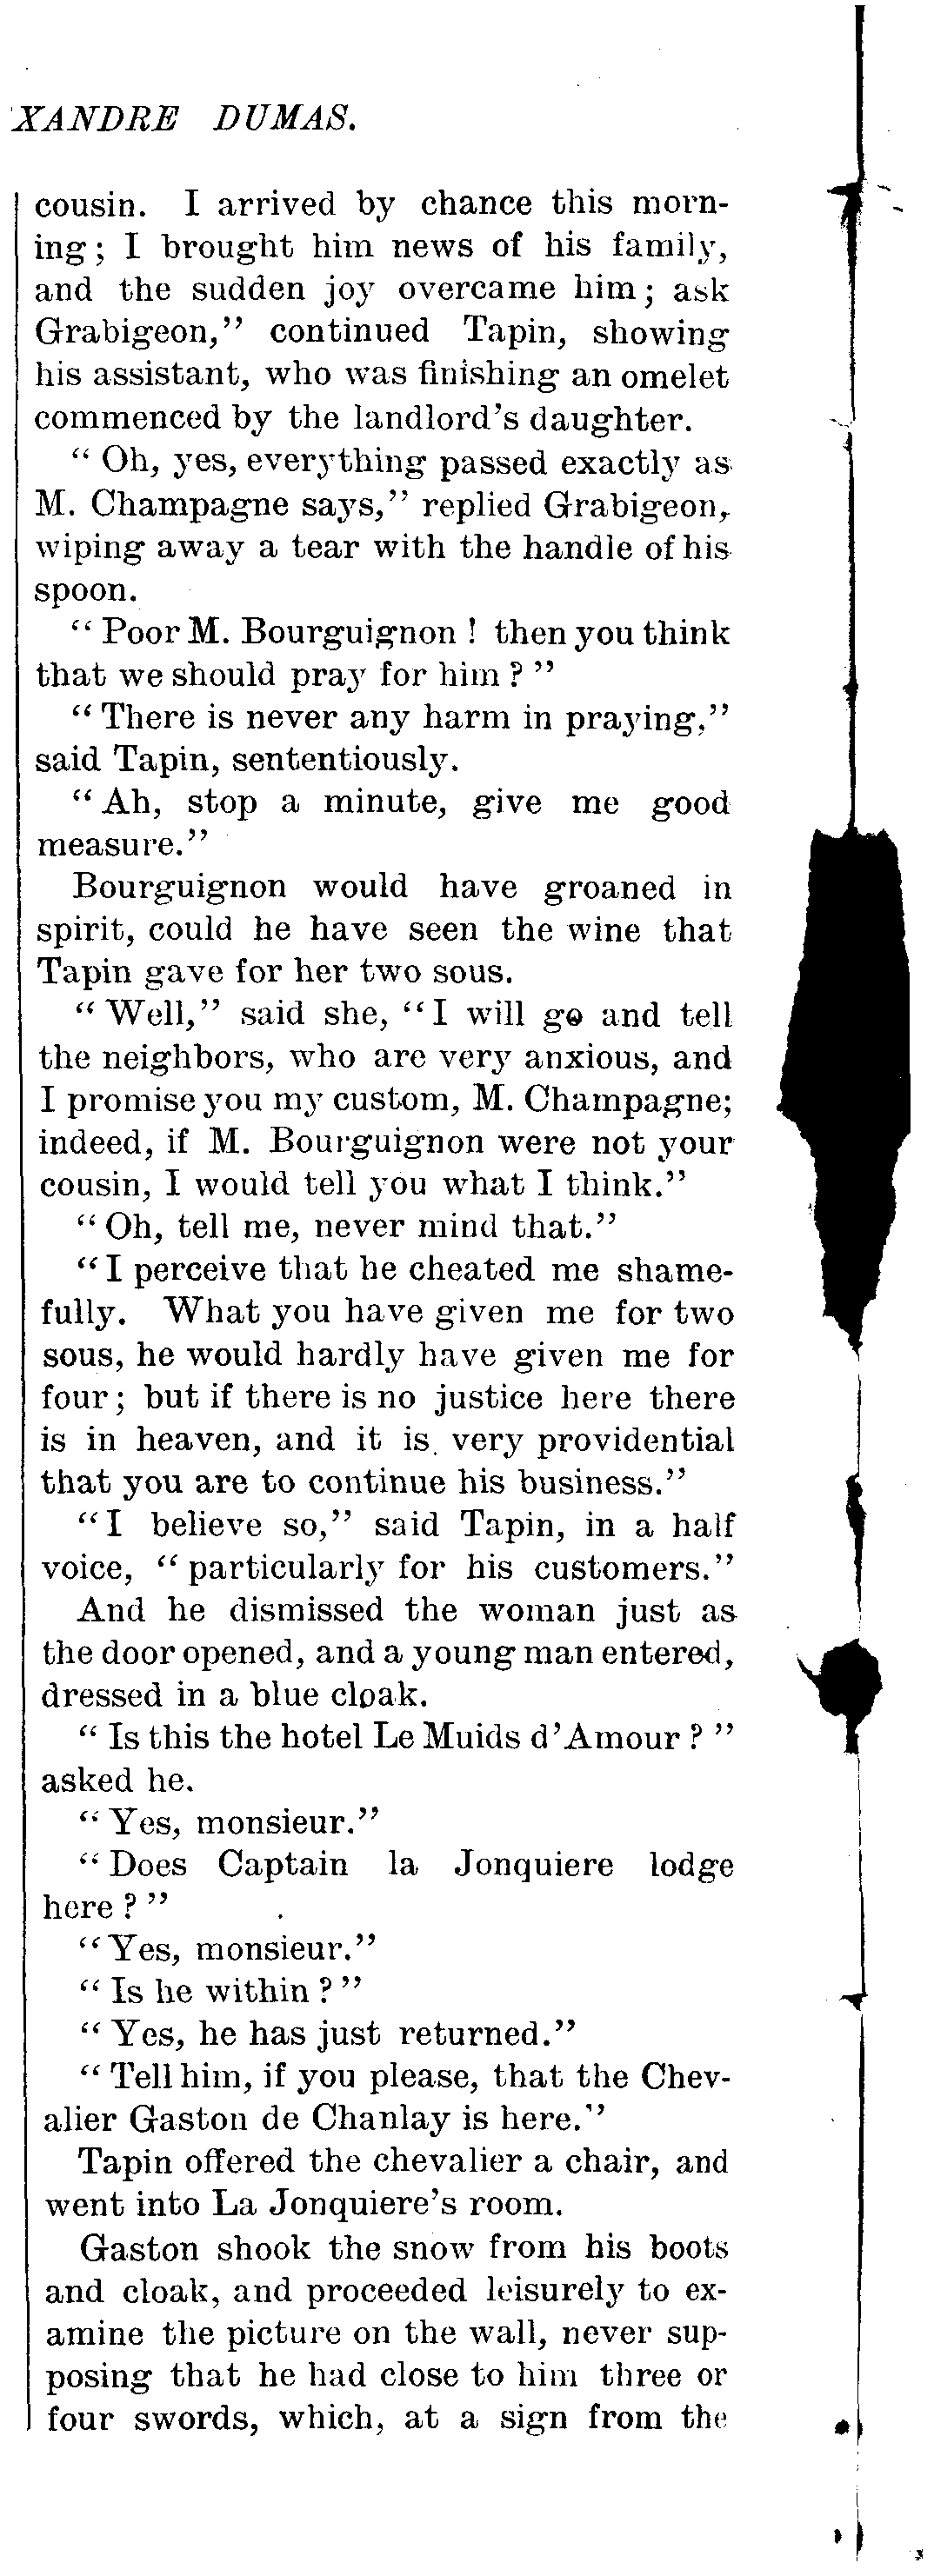 XANDRE DUMAS.
cousin. I arrived by chance this morn-
ing; I brought him news of his family,
and the sudden joy overcame him; ask
Grabigeon," continued Tapin, showing
his assistant, who was finishing an omelet
commenced by the landlord's daughter.
"Oh, yes, everything passed exactly as
M. Champagne says," replied Grabigeon,
wiping away a tear with the handle of his
spoon.
"Poor M. Bourguignon! then you think
that we should pray for him?"
"There is never any harm in praying,"
said Tapin, sententiously.
"Ah, stop a minute, give me good
measure."
Bourguignon would have groaned in
spirit, could he have seen the wine that
Tapin gave for her two sous.
"Well," said she, "I will go and tell
the neighbors, who are very anxious, and
I promise you my custom, M. Champagne;
indeed, if M. Bourguignon were not your
cousin, I would tell you what I think."
"Oh, tell me, never mind that."
"I perceive that he cheated me shame-
fully. What you have given me for two
sous, he would hardly have given me for
four; but if there is no justice here there
is in heaven, and it is very providential
that you are to continue his business."
"I believe so," said Tapin, in a half
voice, "particularly for his customers."
And he dismissed the woman just as
the door opened, and a young man entered,
dressed in a blue cloak.
"Is this the hotel Le Muids d'Amour?"
asked he.
"Yes, monsieur."
"Does Captain la Jonquiere lodge
here?"
"Yes, monsieur."
"Is he within?"
"Yes, he has just returned."
"Tell him, if you please, that the Chev-
alier Gaston de Chanlay is here."
Tapin offered the chevalier a chair, and
went into La Jonquiere's room.
Gaston shook the snow from his boots
and cloak, and proceeded leisurely to ex-
amine the picture on the wall, never sup-
posing that he had close to him three or
four swords, which, at a sign from the